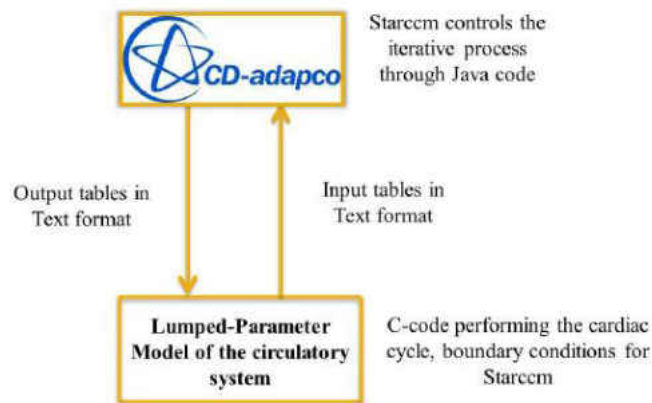 CD-adapco
Starccm controls the
iterative process
through Java code
Output tables in
Text format
Input tables in
Text format
Lumped-Parameter
Model of the circulatory
system
C-code performing the cardiac
cycle, boundary conditions for
Starccm